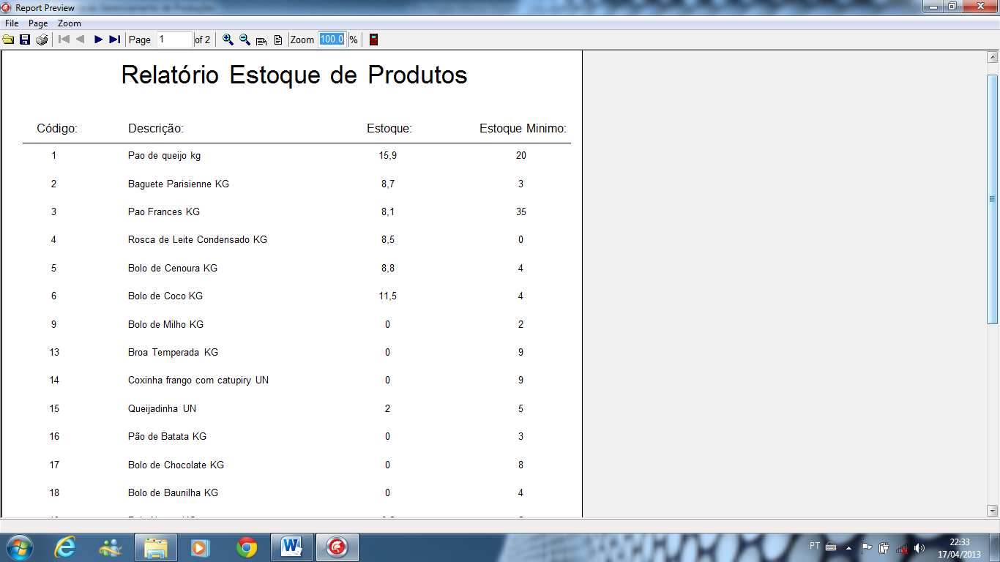 Report Preview
File Page Zoom
Page 1 of 2 Zoom 100.0 %
Relatório Estoque de Produtos
Código: Descrição: Estoque: Estoque Minimo:
1 Pao de queijo kg 15,9 20
2 Baguete Parisienne KG 8,7 3
3 Pao Frances KG 8,1 35
4 Rosca de Leite Condensado KG 8,5 0
5 Bolo de Cenoura KG 8,8 4
6 Bolo de Coco KG 11,5 4
9 Bolo de Milho KG 0 2
13 Broa Temperada KG 0 9
14 Coxinha frango com catupiry UN 0 9
15 Queijadinha UN 2 5
16 Pão de Batata KG 0 3
17 Bolo de Chocolate KG 0 8
18 Bolo de Baunilha KG 0 4
PT 22:33
17/04/2013